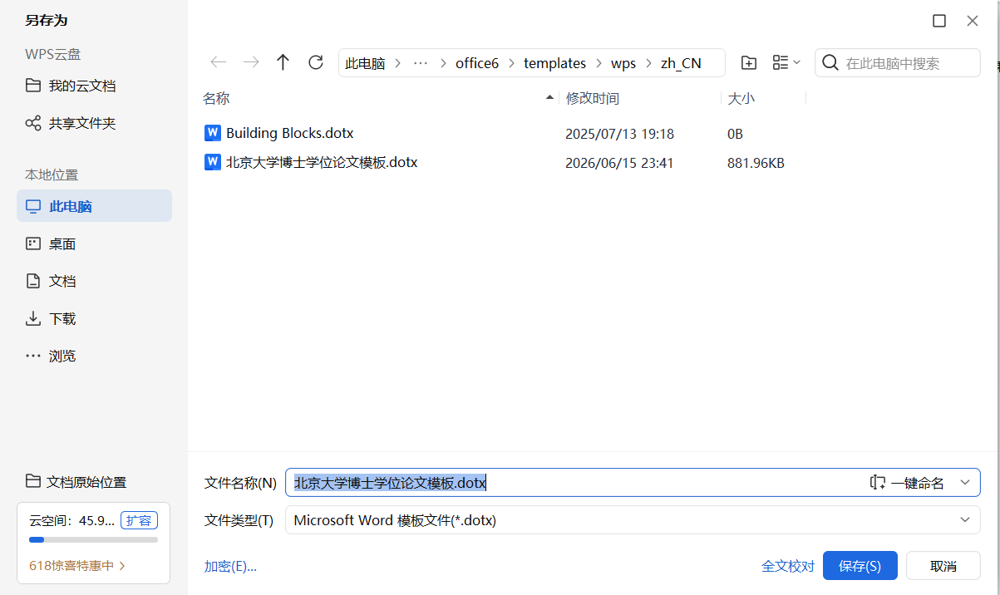 另存为
WPS云盘
我的云文档
共享文件夹
本地位置
此电脑
桌面
文档
下载
浏览
文档原始位置
云空间：45.9... 扩容
618惊喜特惠中 >
此电脑 > ... > office6 > templates > wps > zh_CN
在此电脑中搜索
名称 修改时间 大小
Building Blocks.dotx 2025/07/13 19:18 0B
北京大学博士学位论文模板.dotx 2026/06/15 23:41 881.96KB
文件名称(N) 北京大学博士学位论文模板.dotx 一键命名
文件类型(T) Microsoft Word 模板文件(*.dotx)
加密(E)... 全文校对 保存(S) 取消